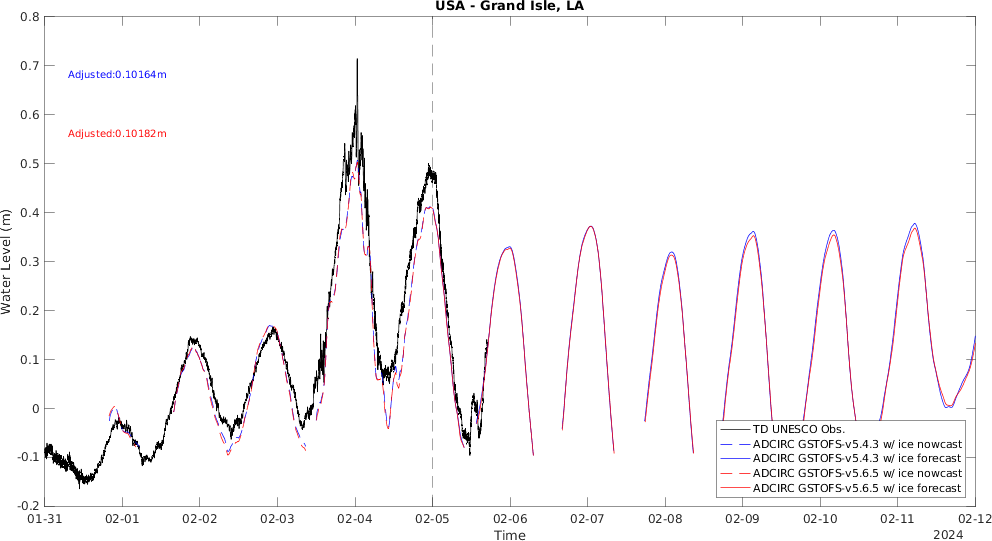 USA - Grand Isle, LA
0.8
0.7
0.6
0.5
0.4
0.3
0.2
0.1
0
-0.1
-0.2
Water Level (m)
Adjusted:0.10164m
Adjusted:0.10182m
TD UNESCO Obs.
ADCIRC GSTOFS-v5.4.3 w/ ice nowcast
ADCIRC GSTOFS-v5.4.3 w/ ice forecast
ADCIRC GSTOFS-v5.6.5 w/ ice nowcast
ADCIRC GSTOFS-v5.6.5 w/ ice forecast
01-31 02-01 02-02 02-03 02-04 02-05 02-06 02-07 02-08 02-09 02-10 02-11 02-12
Time
2024